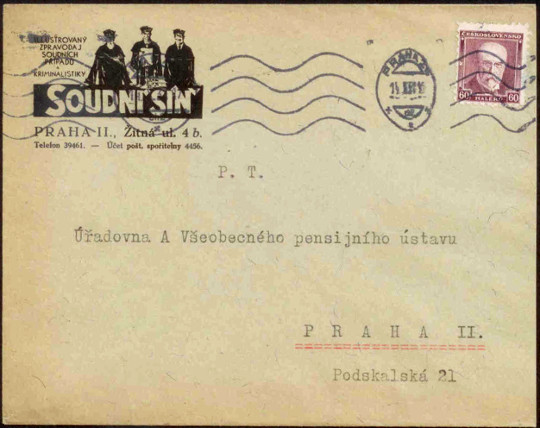 ILUSTROVANÝ
ZPRAVODAJ
SOUDNÍCH
PŘÍPADŮ
A
KRIMINALISTIKY
SOUDNÍ SÍŇ
PRAHA II., Žitná ul. 4 b.
Telefon 39461. — Účet pošt. spořitelny 4456.
PRAHA
ČESKOSLOVENSKO
60 HALÉŘŮ 60
P. T.
Úřadovna A Všeobecného pensijního ústavu
PRAHA II.
Podskalská 21